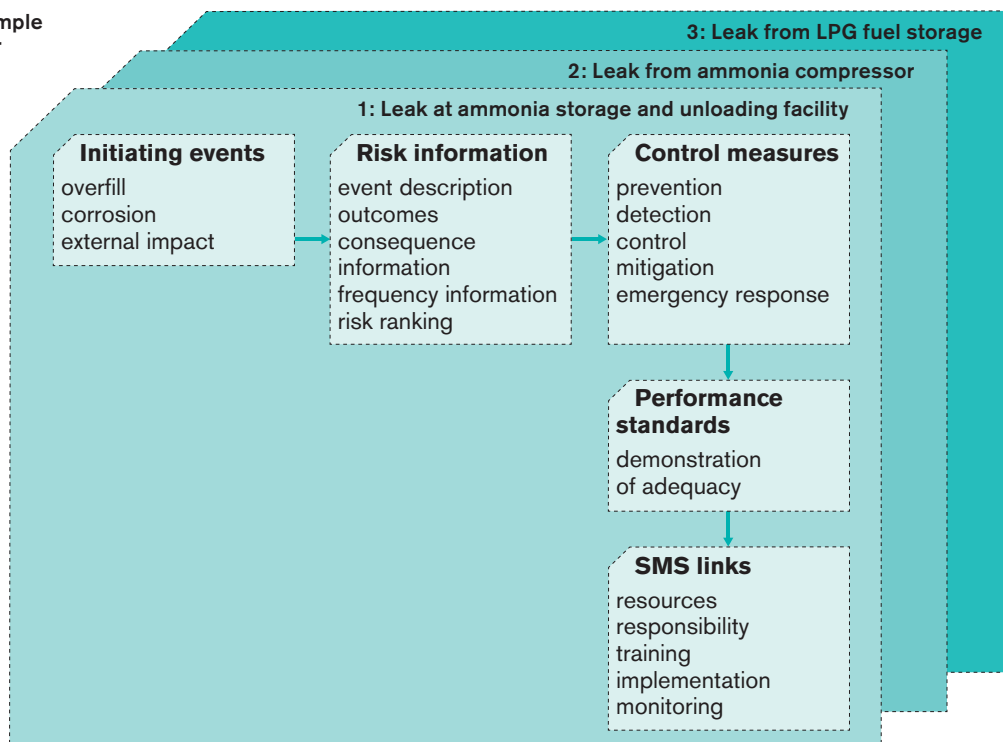 3: Leak from LPG fuel storage
2: Leak from ammonia compressor
1: Leak at ammonia storage and unloading facility
Initiating events
overfill
corrosion
external impact
Risk information
event description
outcomes
consequence
information
frequency information
risk ranking
Control measures
prevention
detection
control
mitigation
emergency response
Performance
standards
demonstration
of adequacy
SMS links
resources
responsibility
training
implementation
monitoring